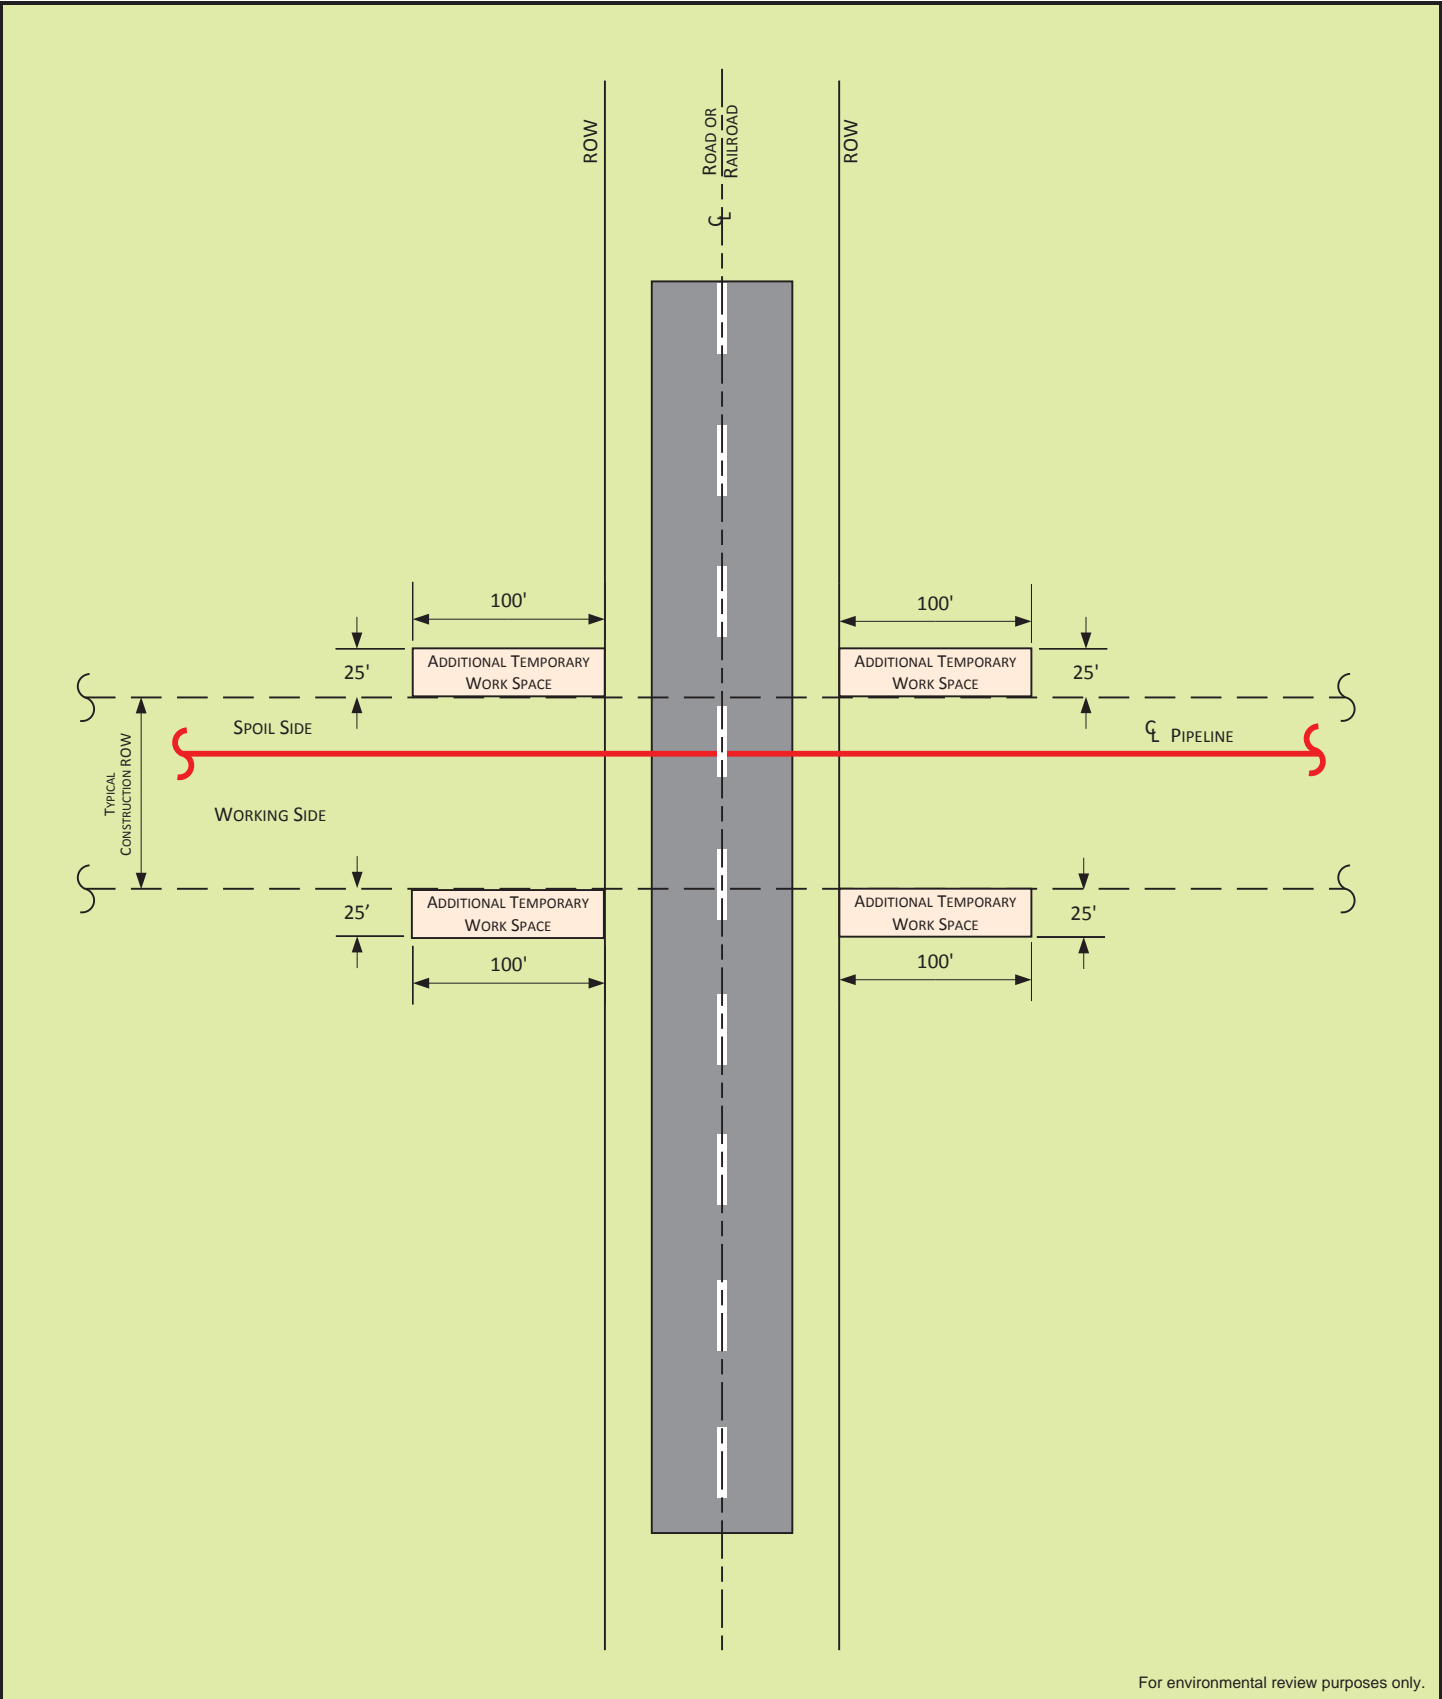 ROW
ROAD OR
RAILROAD
ROW
CL
100'
100'
25'
ADDITIONAL TEMPORARY
WORK SPACE
ADDITIONAL TEMPORARY
WORK SPACE
25'
SPOIL SIDE
CL PIPELINE
TYPICAL
CONSTRUCTION ROW
WORKING SIDE
25’
ADDITIONAL TEMPORARY
WORK SPACE
ADDITIONAL TEMPORARY
WORK SPACE
25'
100'
100'
For environmental review purposes only.